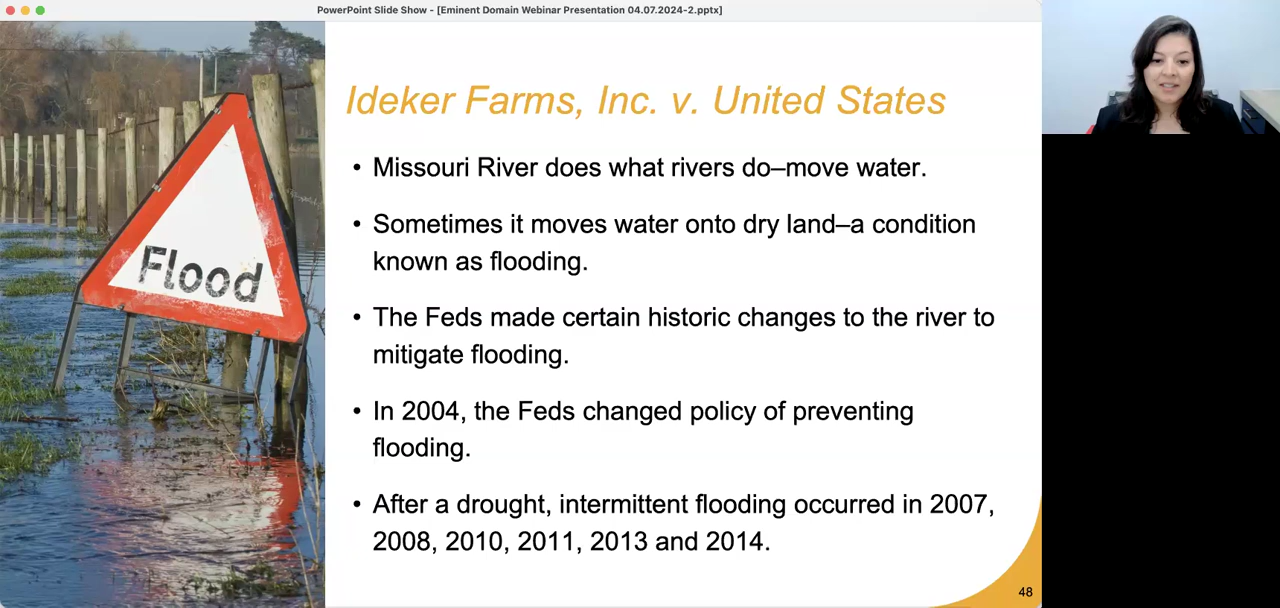 PowerPoint Slide Show - [Eminent Domain Webinar Presentation 04.07.2024-2.pptx]
Flood
Ideker Farms, Inc. v. United States
• Missouri River does what rivers do–move water.
• Sometimes it moves water onto dry land–a condition
known as flooding.
• The Feds made certain historic changes to the river to
mitigate flooding.
• In 2004, the Feds changed policy of preventing
flooding.
• After a drought, intermittent flooding occurred in 2007,
2008, 2010, 2011, 2013 and 2014.
48